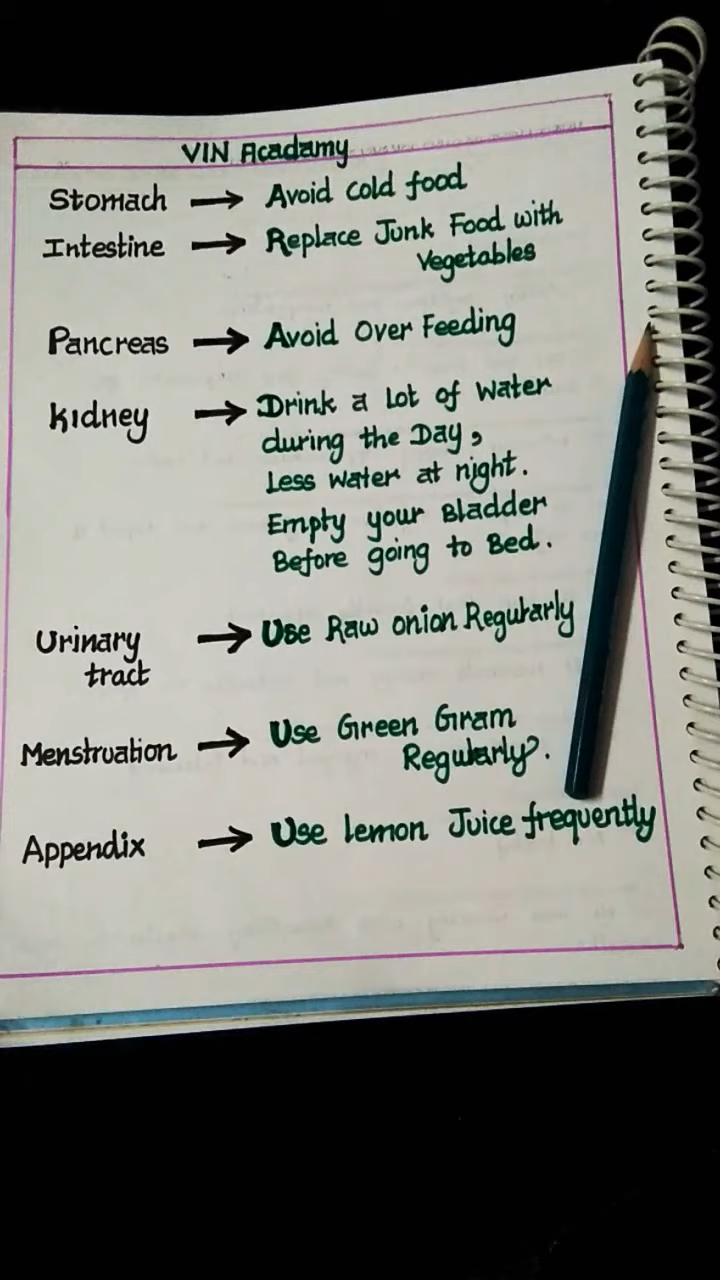 VIN Acadamy
Stomach → Avoid cold food
Intestine → Replace Junk Food with
Vegetables
Pancreas → Avoid Over Feeding
Kidney → Drink a Lot of Water
during the Day,
Less water at night.
Empty your Bladder
Before going to Bed.
Urinary tract → Use Raw onion Regularly
Menstruation → Use Green Gram
Regularly.
Appendix → Use lemon Juice frequently